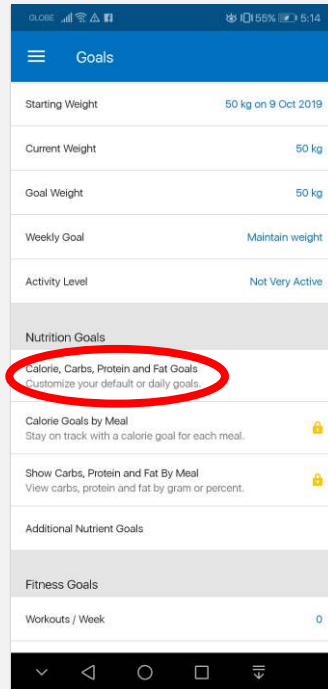 GLOBE 55% 5:14
Goals
Starting Weight 50 kg on 9 Oct 2019
Current Weight 50 kg
Goal Weight 50 kg
Weekly Goal Maintain weight
Activity Level Not Very Active
Nutrition Goals
Calorie, Carbs, Protein and Fat Goals
Customize your default or daily goals.
Calorie Goals by Meal
Stay on track with a calorie goal for each meal.
Show Carbs, Protein and Fat By Meal
View carbs, protein and fat by gram or percent.
Additional Nutrient Goals
Fitness Goals
Workouts / Week 0